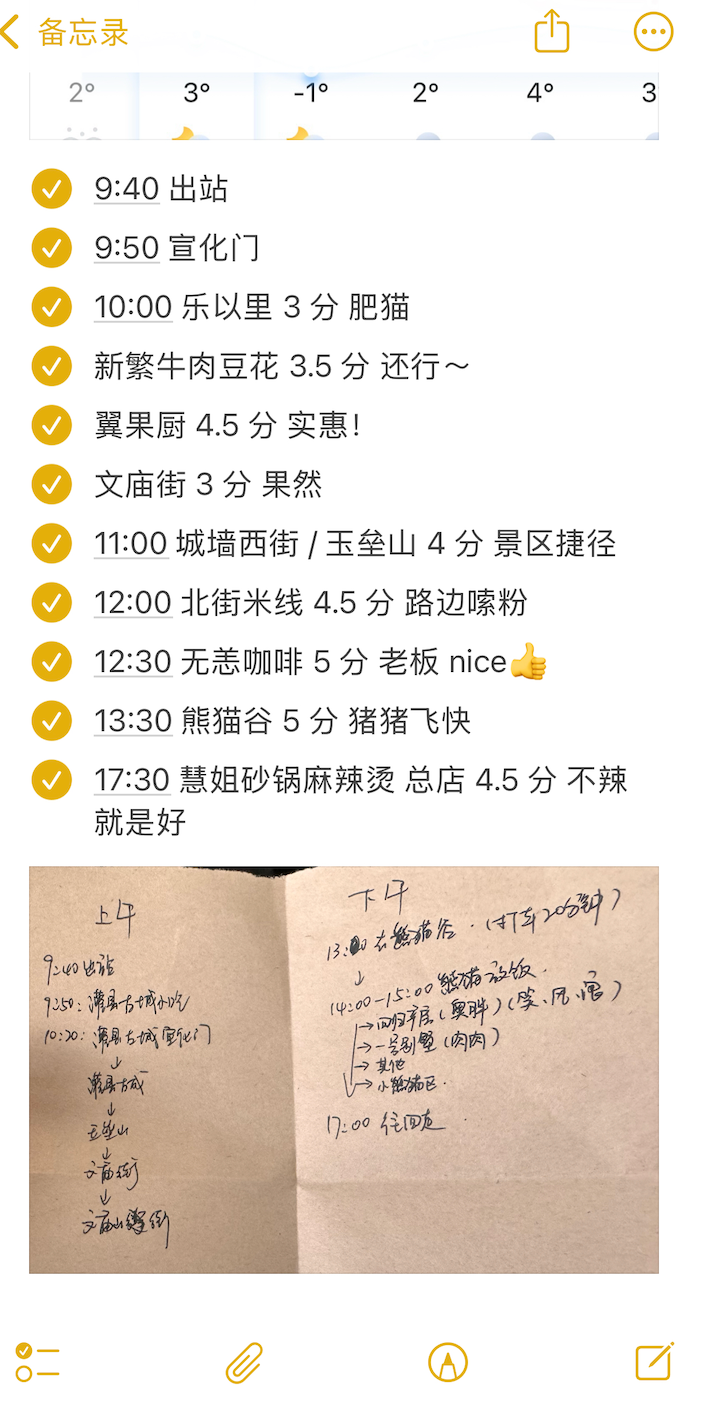 备忘录
2° 3° -1° 2° 4° 3
9:40 出站
9:50 宣化门
10:00 乐以里 3 分 肥猫
新繁牛肉豆花 3.5 分 还行~
翼果厨 4.5 分 实惠!
文庙街 3 分 果然
11:00 城墙西街 / 玉垒山 4 分 景区捷径
12:00 北街米线 4.5 分 路边嗦粉
12:30 无恙咖啡 5 分 老板 nice👍
13:30 熊猫谷 5 分 猪猪飞快
17:30 慧姐砂锅麻辣烫 总店 4.5 分 不辣
就是好
上午
9:40 出站
9:50: 灌县古城小吃
10:20: 灌县古城宣化门
↓
灌县古城
↓
玉垒山
↓
文庙街
↓
文庙山街
下午
13: 去熊猫谷. (打车20分钟)
↓
14:00-15:00 熊猫放饭.
→ (奥胖)(笑、风、)
→ 一号别墅 (肉肉)
→ 其他
→ 小熊猫区.
17:00 往回走.